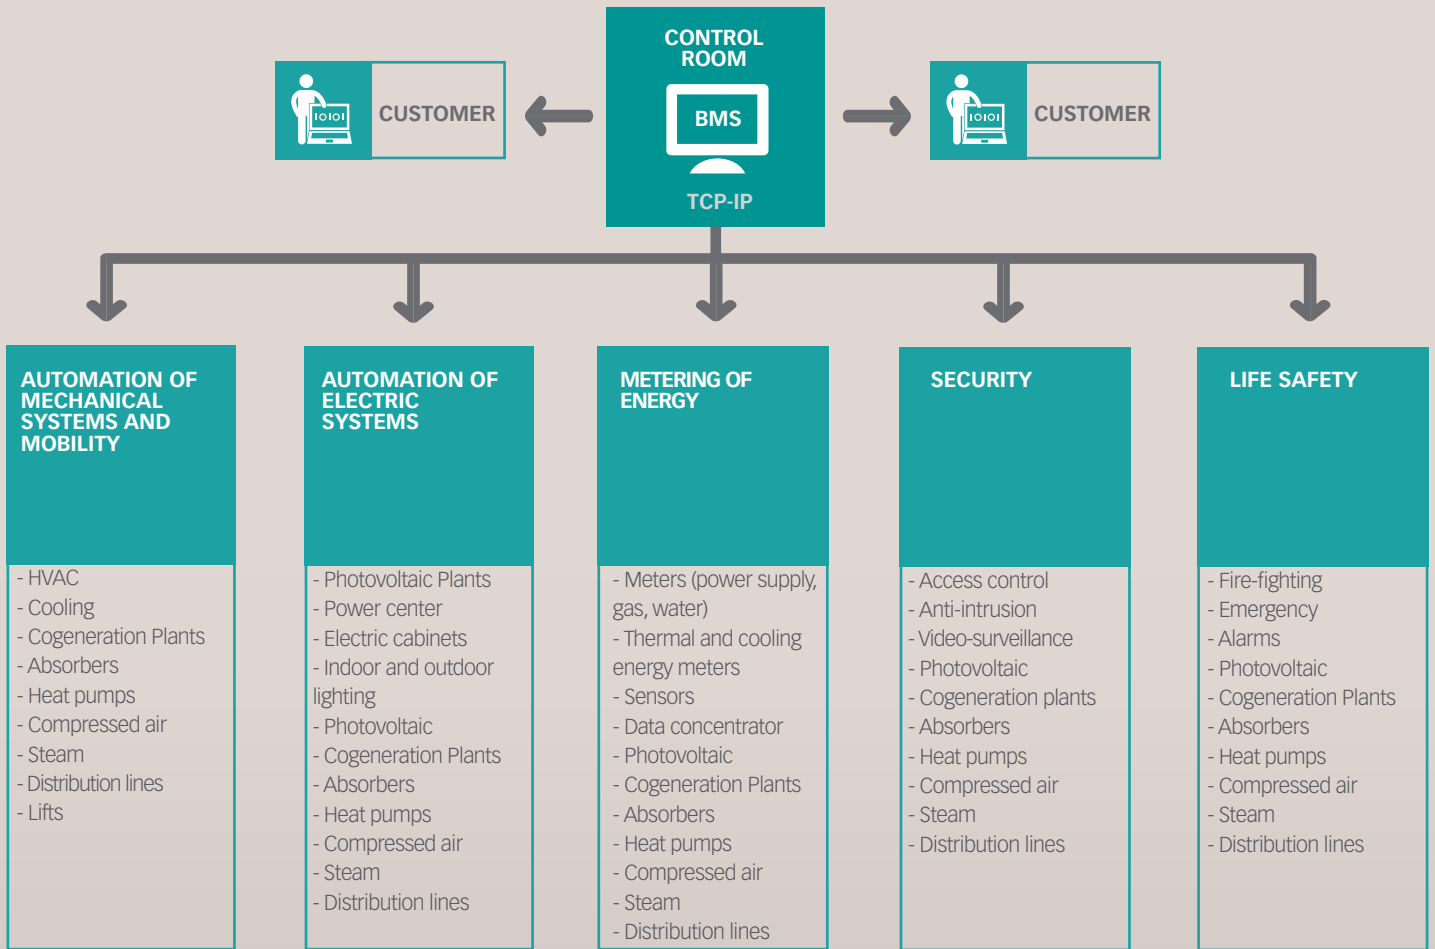 CONTROL
ROOM
BMS
TCP-IP
CUSTOMER
10101
CUSTOMER
10101
AUTOMATION OF
MECHANICAL
SYSTEMS AND
MOBILITY
- HVAC
- Cooling
- Cogeneration Plants
- Absorbers
- Heat pumps
- Compressed air
- Steam
- Distribution lines
- Lifts
AUTOMATION OF
ELECTRIC
SYSTEMS
- Photovoltaic Plants
- Power center
- Electric cabinets
- Indoor and outdoor
lighting
- Photovoltaic
- Cogeneration Plants
- Absorbers
- Heat pumps
- Compressed air
- Steam
- Distribution lines
METERING OF
ENERGY
- Meters (power supply,
gas, water)
- Thermal and cooling
energy meters
- Sensors
- Data concentrator
- Photovoltaic
- Cogeneration Plants
- Absorbers
- Heat pumps
- Compressed air
- Steam
- Distribution lines
SECURITY
- Access control
- Anti-intrusion
- Video-surveillance
- Photovoltaic
- Cogeneration plants
- Absorbers
- Heat pumps
- Compressed air
- Steam
- Distribution lines
LIFE SAFETY
- Fire-fighting
- Emergency
- Alarms
- Photovoltaic
- Cogeneration Plants
- Absorbers
- Heat pumps
- Compressed air
- Steam
- Distribution lines